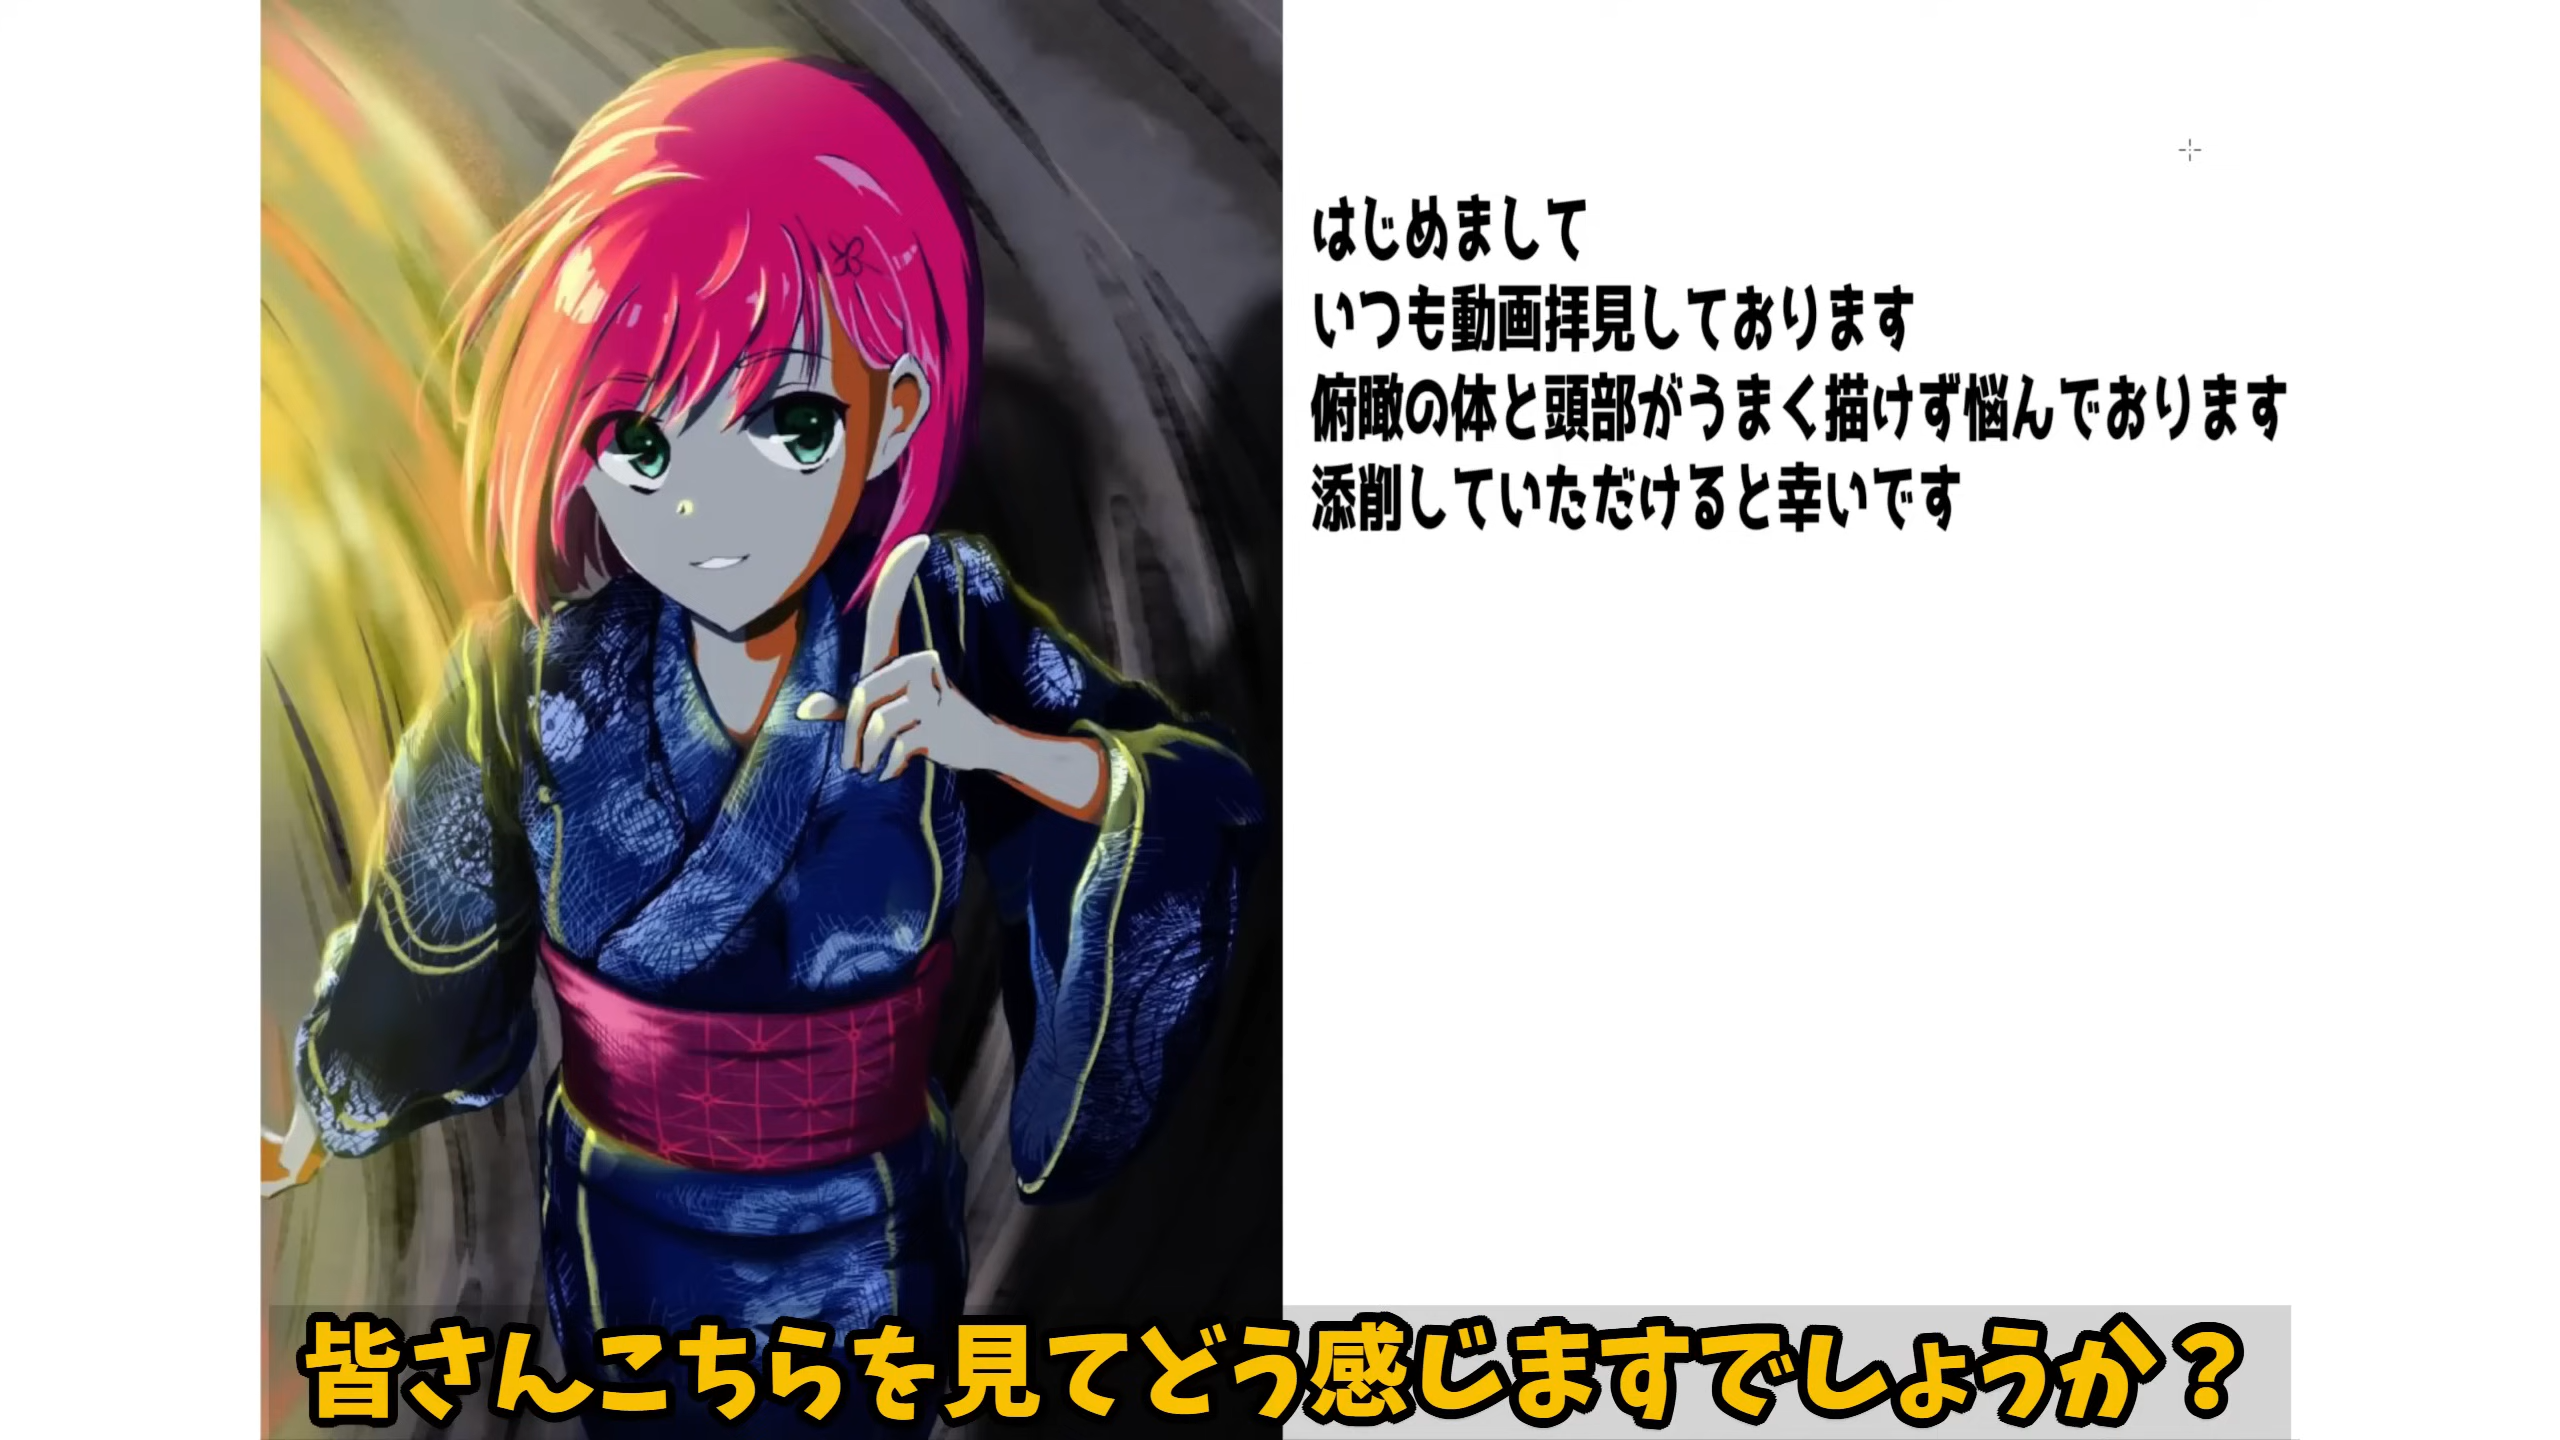 はじめまして
いつも動画拝見しております
俯瞰の体と頭部がうまく描けず悩んでおります
添削していただけると幸いです
皆さんこちらを見てどう感じますでしょうか？